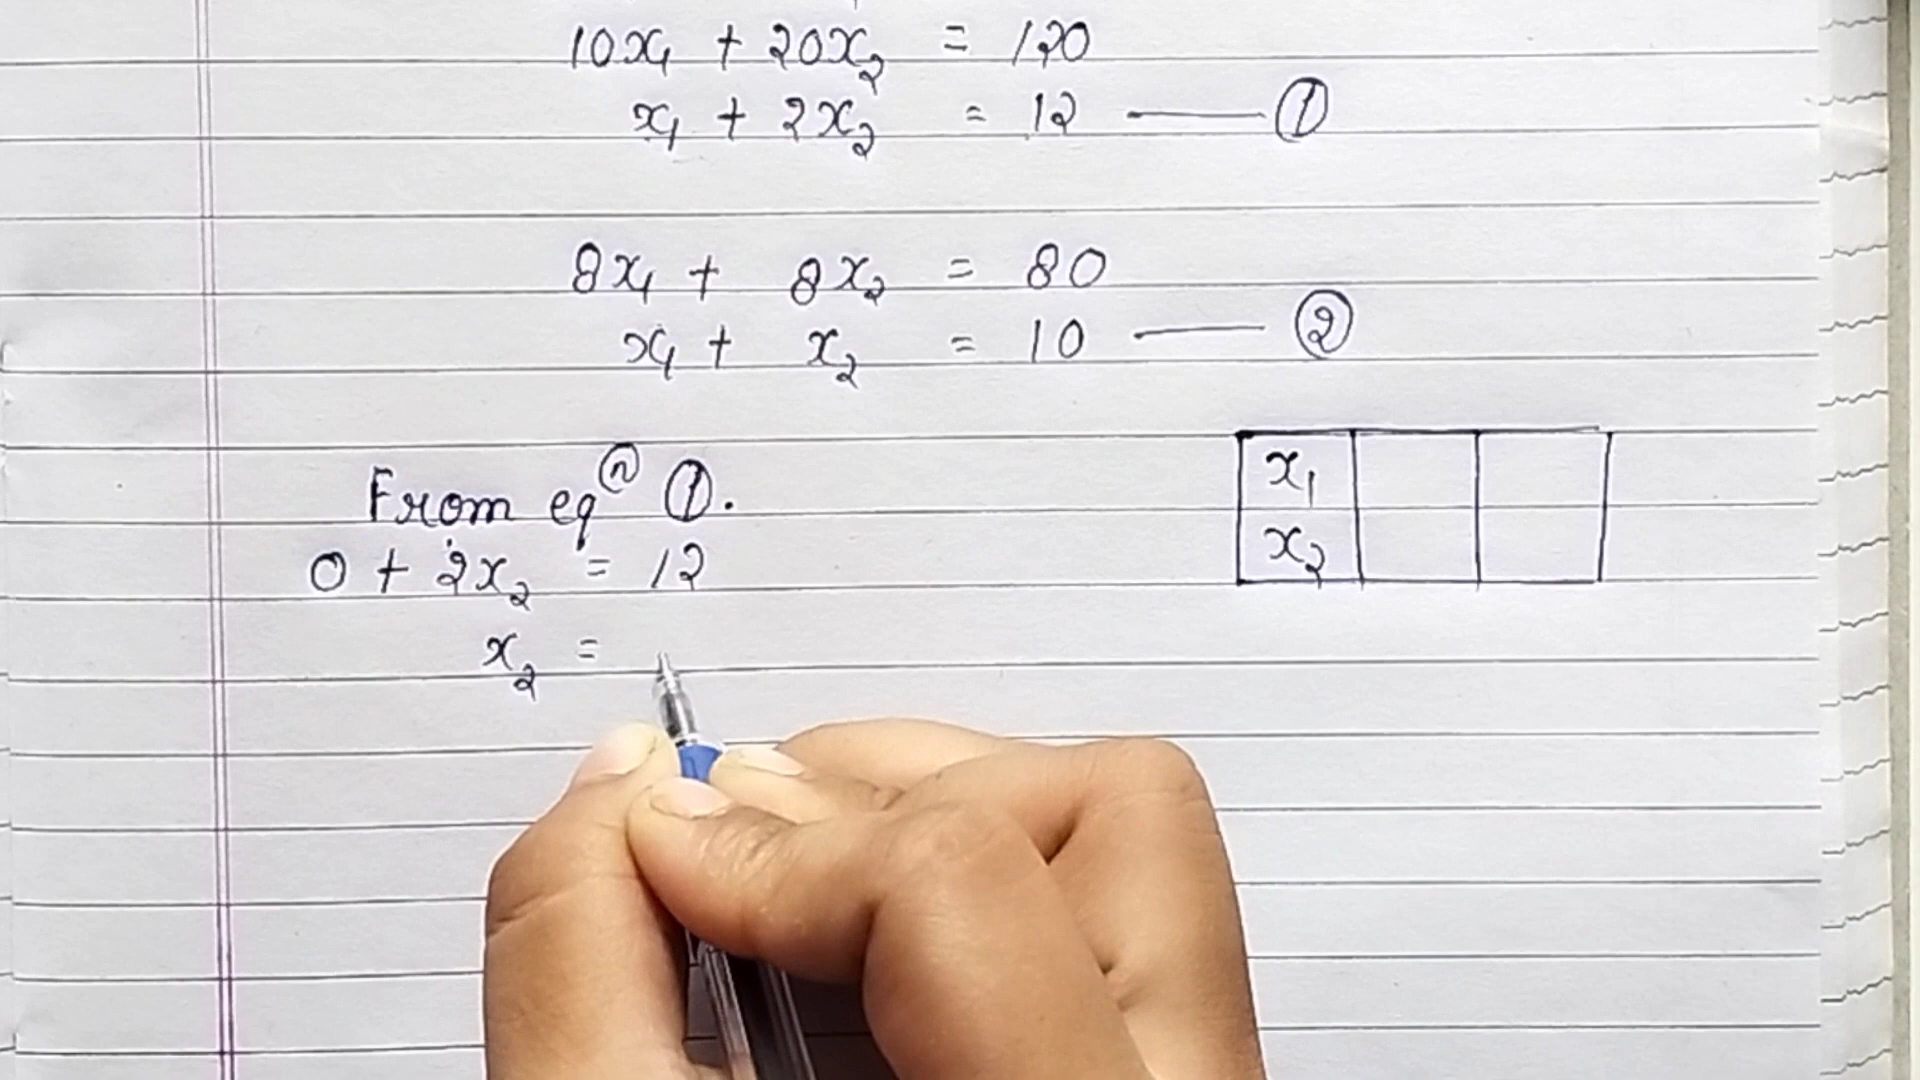 10x₁ + 20x₂ = 120
x₁ + 2x₂ = 12 —— ①
8x₁ + 8x₂ = 80
x₁ + x₂ = 10 —— ②
From eqⓝ ①.
0 + 2x₂ = 12
x₂ =
x₁
x₂